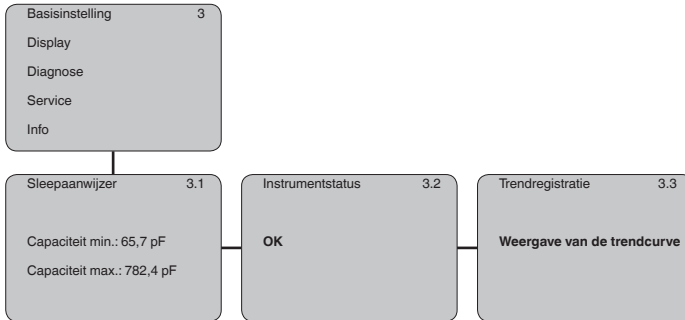 Basisinstelling 3
Display
Diagnose
Service
Info
Sleepaanwijzer 3.1
Capaciteit min.: 65,7 pF
Capaciteit max.: 782,4 pF
Instrumentstatus 3.2
OK
Trendregistratie 3.3
Weergave van de trendcurve